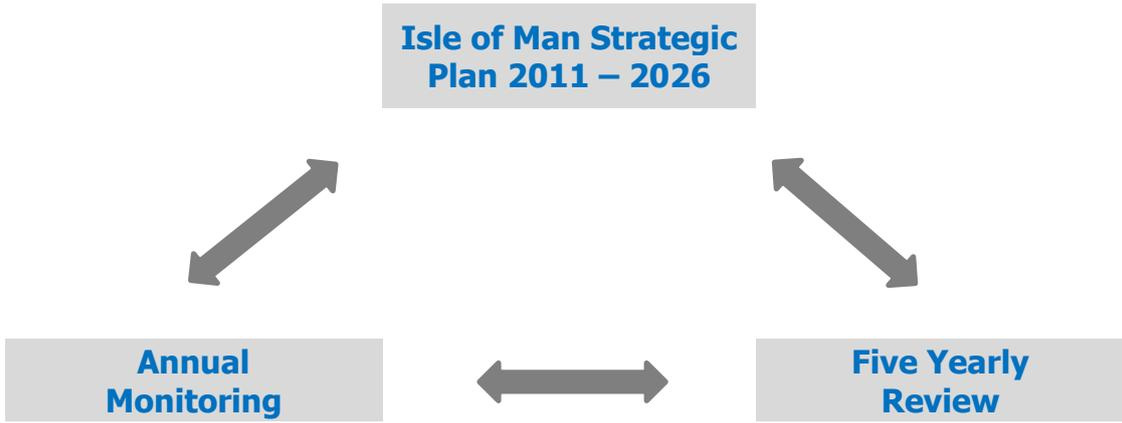 Isle of Man Strategic
Plan 2011 – 2026
Annual
Monitoring
Five Yearly
Review